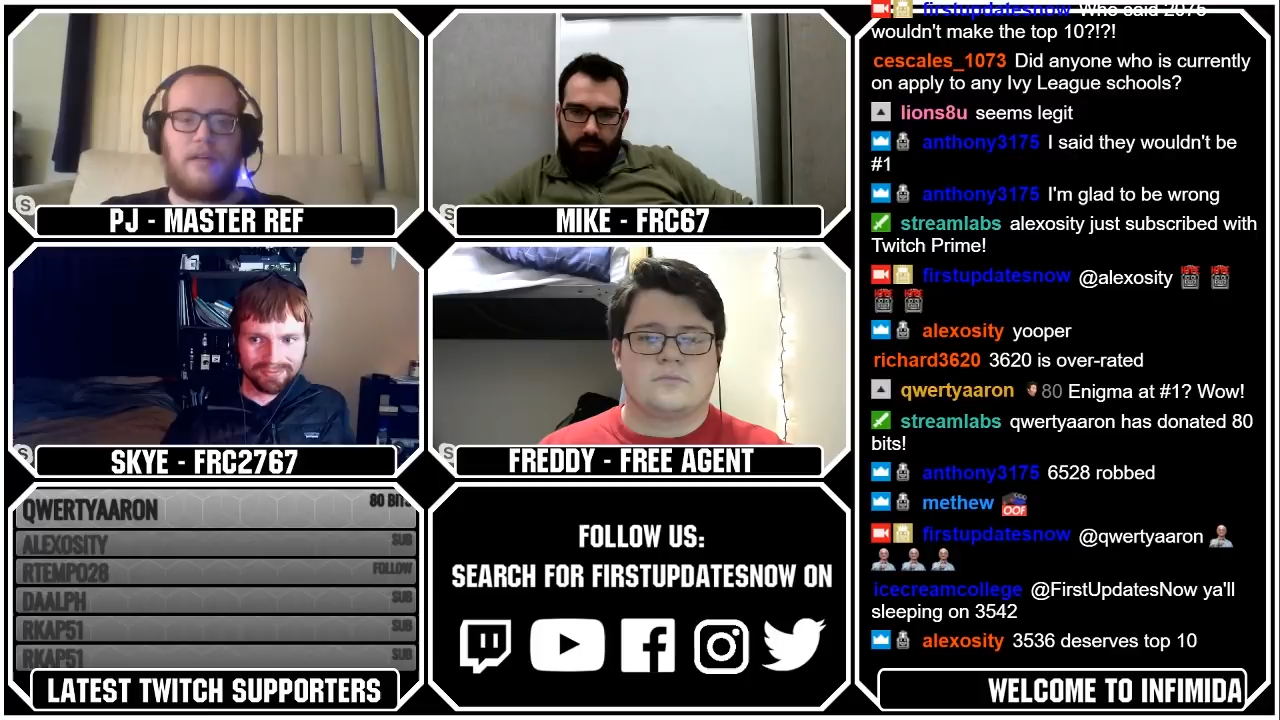 PJ - MASTER REF
MIKE - FRC67
SKYE - FRC2767
FREDDY - FREE AGENT
QWERTYAARON 80 BITS
ALEXOSITY SUB
RTEMPO28 FOLLOW
DAALPH SUB
RKAP51 SUB
RKAP51 SUB
LATEST TWITCH SUPPORTERS
FOLLOW US:
SEARCH FOR FIRSTUPDATESNOW ON
firstupdatesnow Who said 2075
wouldn't make the top 10?!?!
cescales_1073 Did anyone who is currently
on apply to any Ivy League schools?
lions8u seems legit
anthony3175 I said they wouldn't be
#1
anthony3175 I'm glad to be wrong
streamlabs alexosity just subscribed with
Twitch Prime!
firstupdatesnow @alexosity
alexosity yooper
richard3620 3620 is over-rated
qwertyaaron 80 Enigma at #1? Wow!
streamlabs qwertyaaron has donated 80
bits!
anthony3175 6528 robbed
methew OOF
firstupdatesnow @qwertyaaron
icecreamcollege @FirstUpdatesNow ya'll
sleeping on 3542
alexosity 3536 deserves top 10
WELCOME TO INFIMIDA